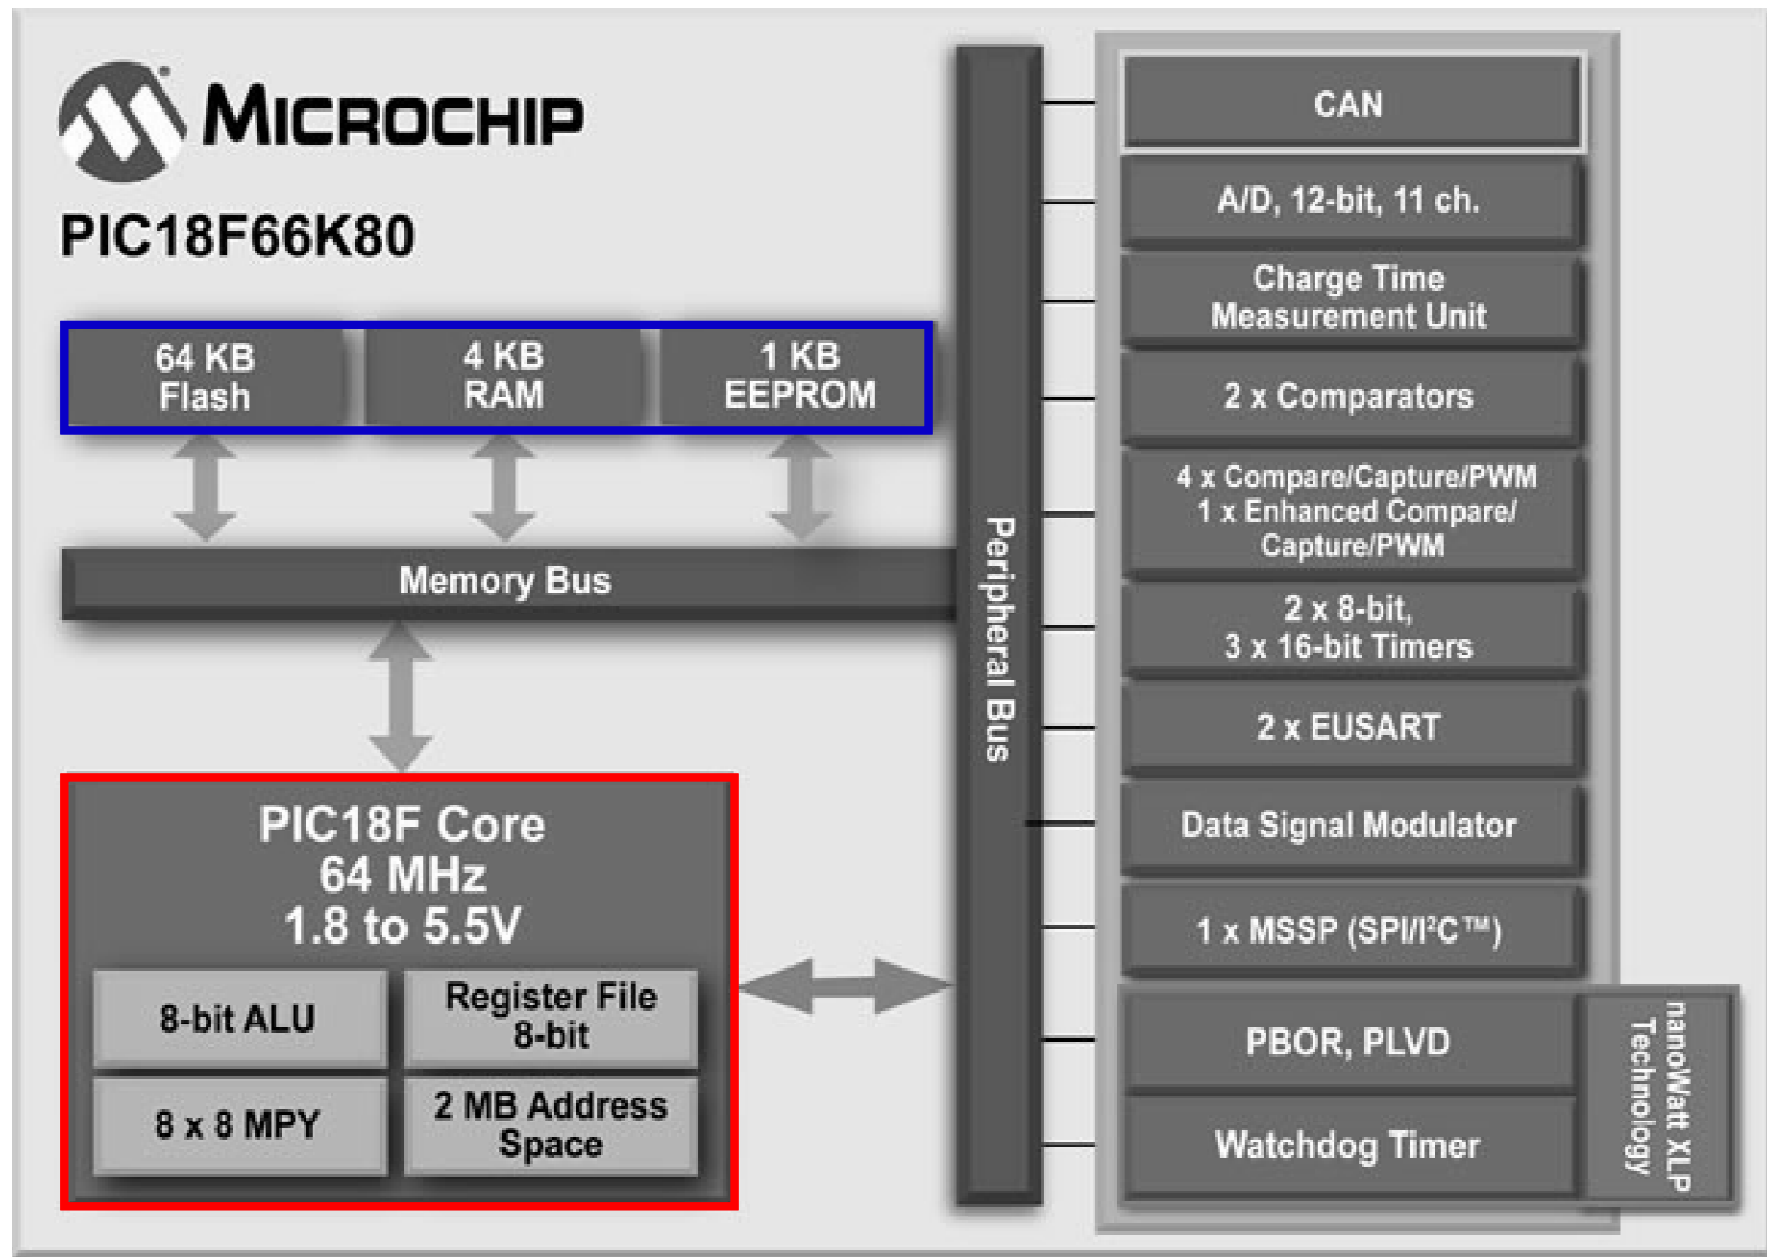 MICROCHIP
PIC18F66K80
64 KB
Flash
4 KB
RAM
1 KB
EEPROM
Memory Bus
PIC18F Core
64 MHz
1.8 to 5.5V
8-bit ALU
Register File
8-bit
8 x 8 MPY
2 MB Address
Space
Peripheral Bus
CAN
A/D, 12-bit, 11 ch.
Charge Time
Measurement Unit
2 x Comparators
4 x Compare/Capture/PWM
1 x Enhanced Compare/
Capture/PWM
2 x 8-bit,
3 x 16-bit Timers
2 x EUSART
Data Signal Modulator
1 x MSSP (SPI/I²C™)
PBOR, PLVD
Watchdog Timer
nanoWatt XLP
Technology